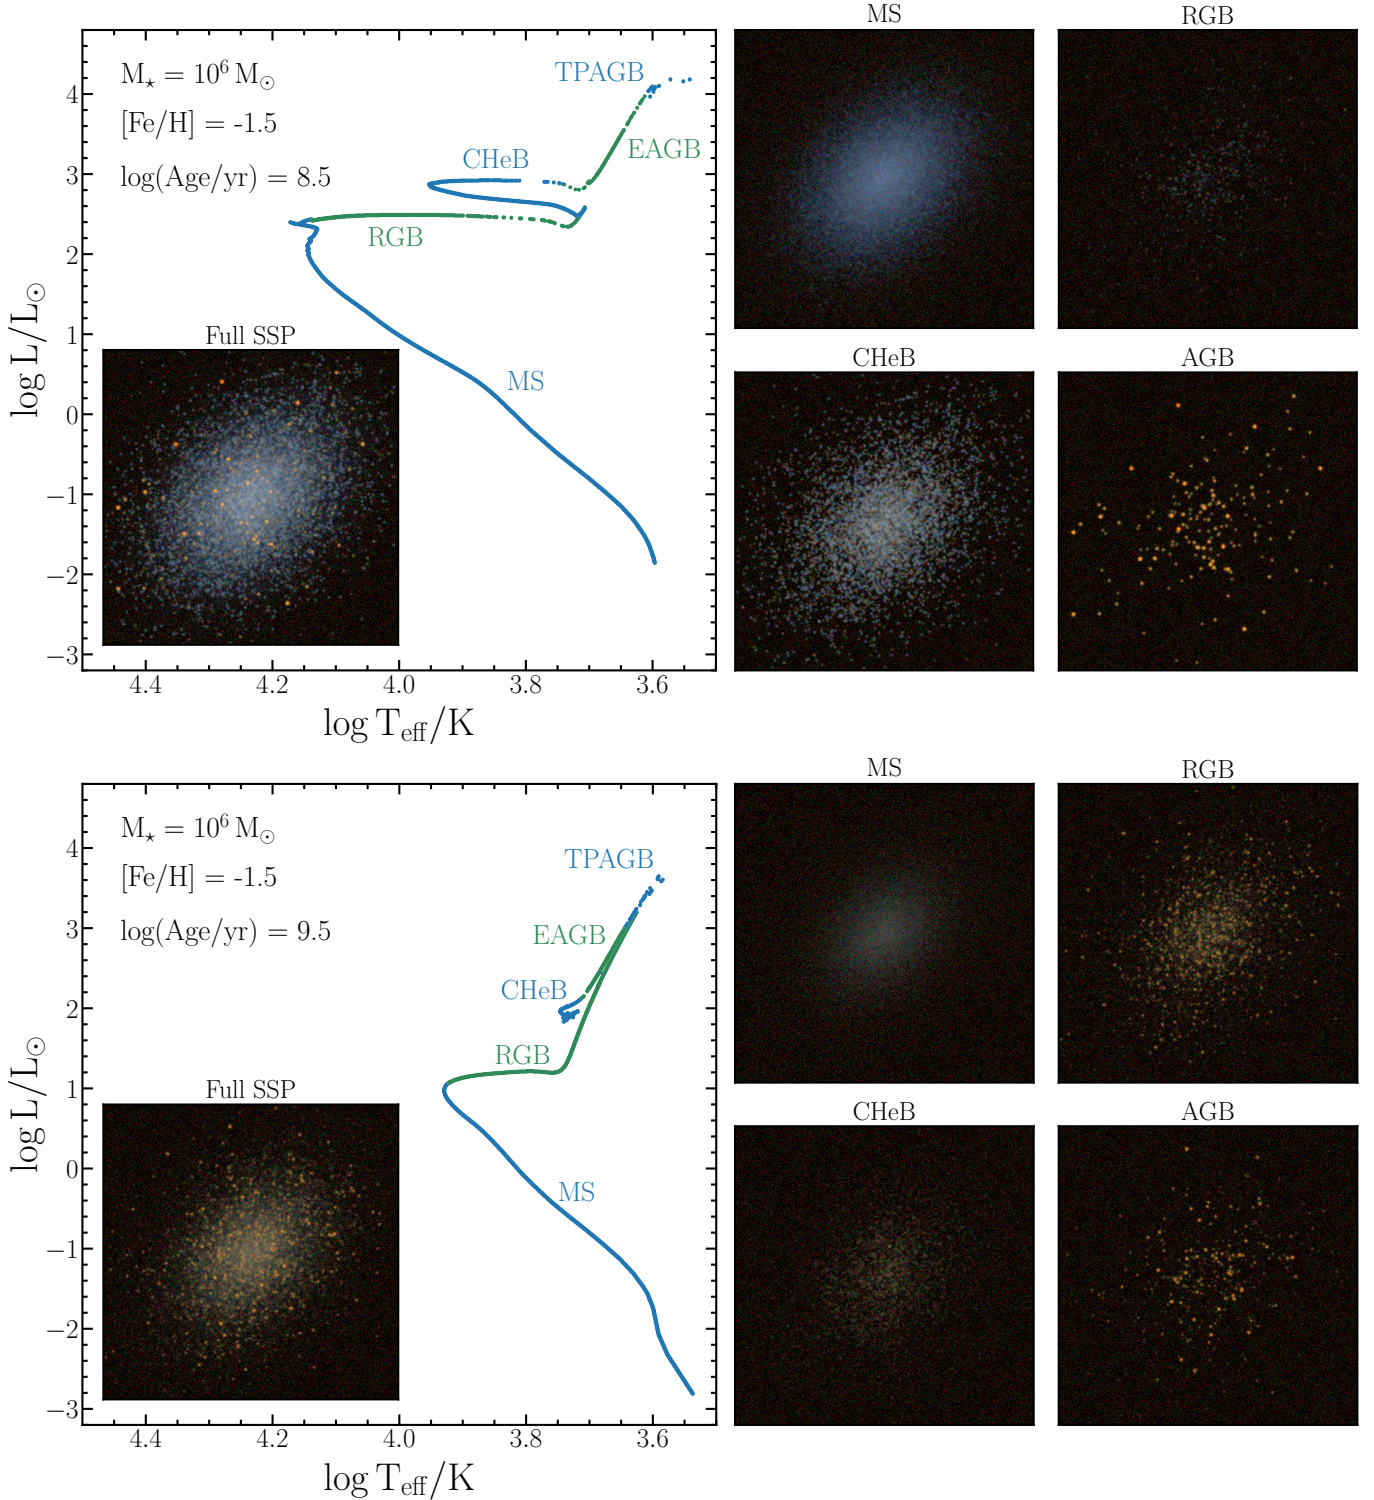 MS
RGB
M⋆ = 10⁶ M⊙
[Fe/H] = -1.5
log(Age/yr) = 8.5
TPAGB
EAGB
CHeB
RGB
MS
Full SSP
4
3
2
1
0
−1
−2
−3
log L/L⊙
4.4
4.2
4.0
3.8
3.6
log T_eff/K
CHeB
AGB
MS
RGB
M⋆ = 10⁶ M⊙
[Fe/H] = -1.5
log(Age/yr) = 9.5
TPAGB
EAGB
CHeB
RGB
MS
Full SSP
4
3
2
1
0
−1
−2
−3
log L/L⊙
4.4
4.2
4.0
3.8
3.6
log T_eff/K
CHeB
AGB